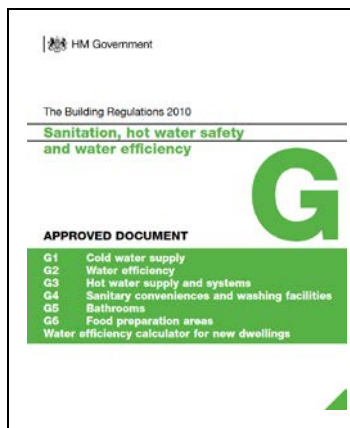 HM Government
The Building Regulations 2010
Sanitation, hot water safety
and water efficiency
G
APPROVED DOCUMENT
G1 Cold water supply
G2 Water efficiency
G3 Hot water supply and systems
G4 Sanitary conveniences and washing facilities
G5 Bathrooms
G6 Food preparation areas
Water efficiency calculator for new dwellings